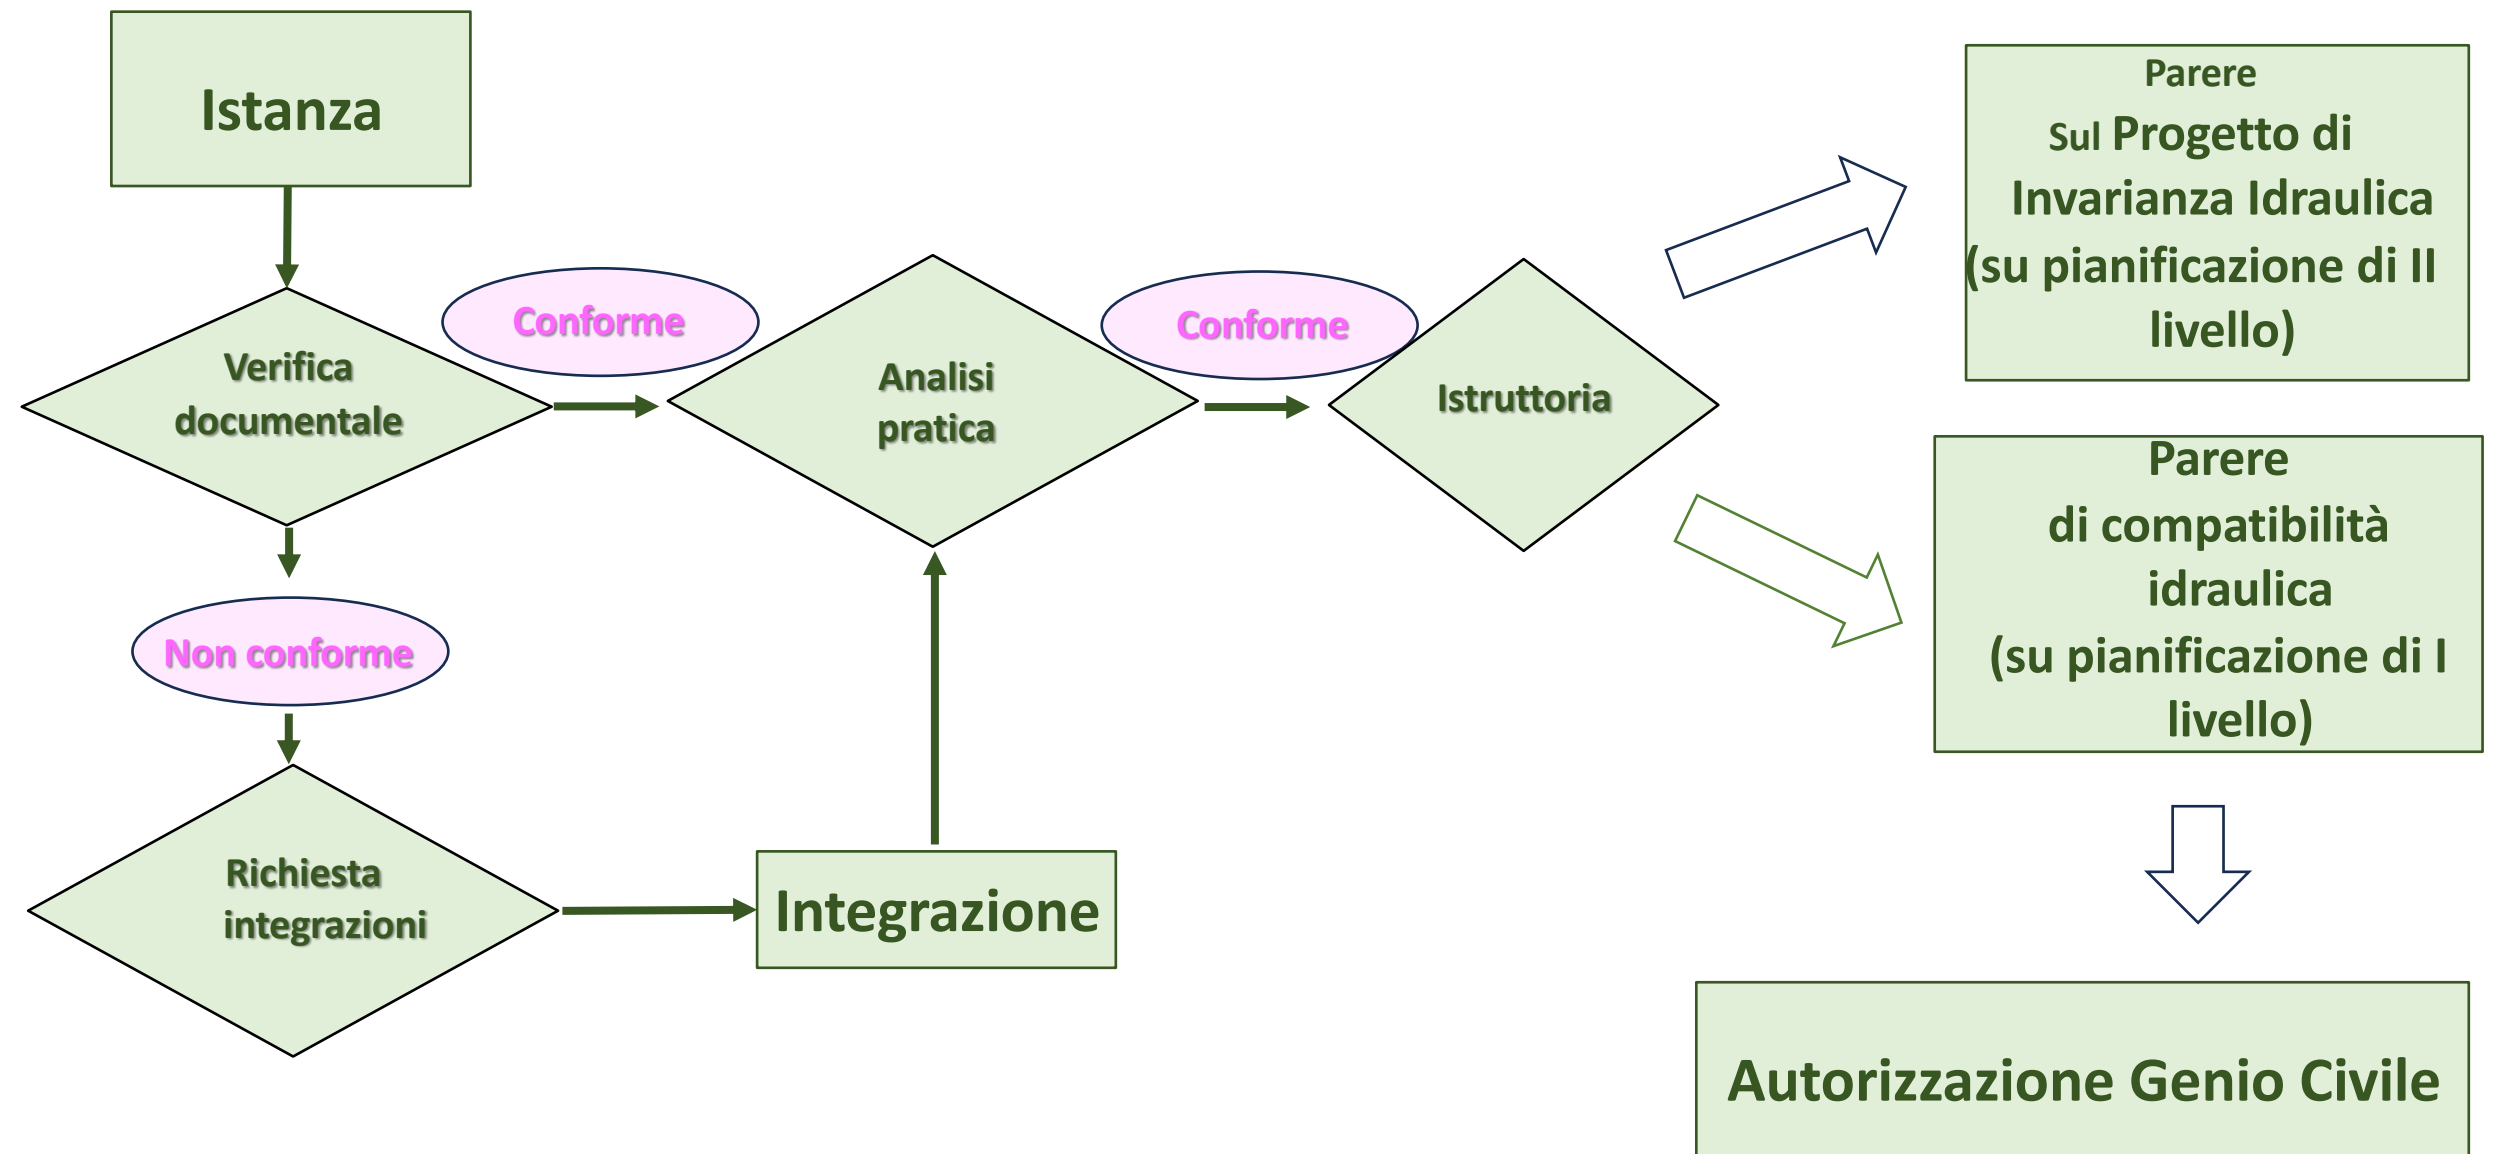 Istanza
Verifica
documentale
Conforme
Analisi
pratica
Conforme
Istruttoria
Parere
Sul Progetto di
Invarianza Idraulica
(su pianificazione di II
livello)
Parere
di compatibilità
idraulica
(su pianificazione di I
livello)
Non conforme
Richiesta
integrazioni
Integrazione
Autorizzazione Genio Civile